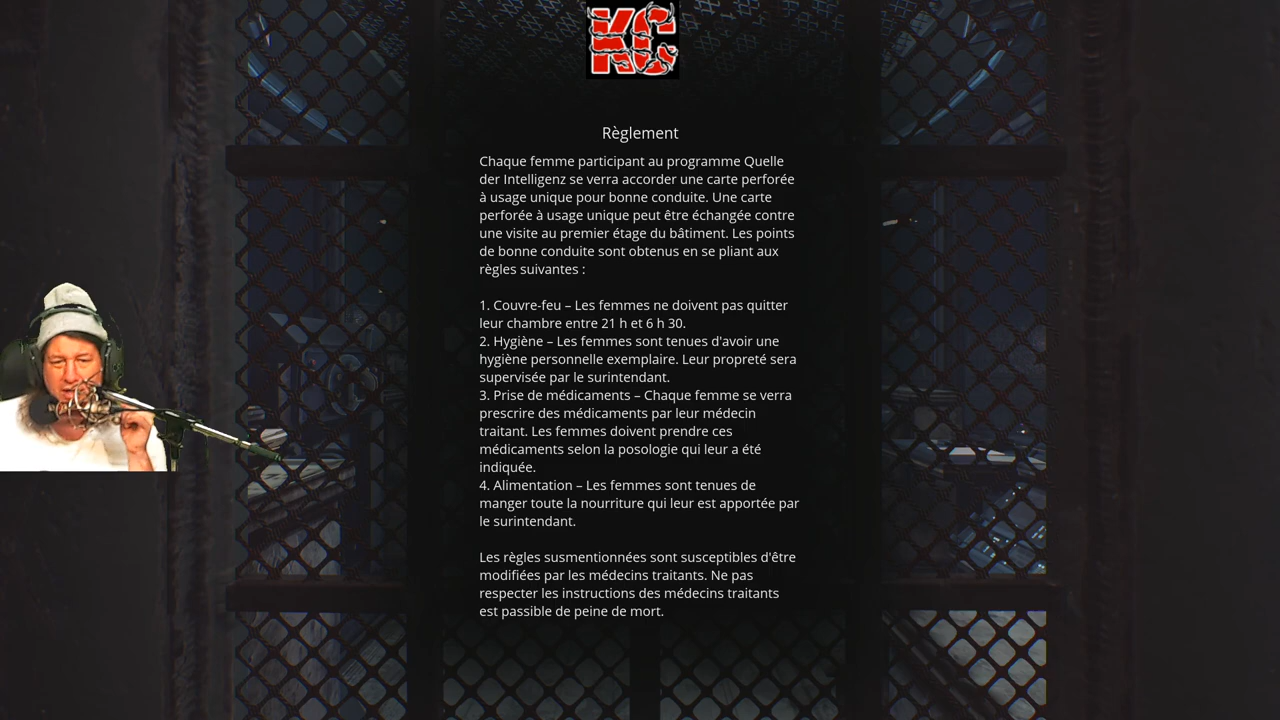 KC
Règlement
Chaque femme participant au programme Quelle
der Intelligenz se verra accorder une carte perforée
à usage unique pour bonne conduite. Une carte
perforée à usage unique peut être échangée contre
une visite au premier étage du bâtiment. Les points
de bonne conduite sont obtenus en se pliant aux
règles suivantes :
1. Couvre-feu – Les femmes ne doivent pas quitter
leur chambre entre 21 h et 6 h 30.
2. Hygiène – Les femmes sont tenues d'avoir une
hygiène personnelle exemplaire. Leur propreté sera
supervisée par le surintendant.
3. Prise de médicaments – Chaque femme se verra
prescrire des médicaments par leur médecin
traitant. Les femmes doivent prendre ces
médicaments selon la posologie qui leur a été
indiquée.
4. Alimentation – Les femmes sont tenues de
manger toute la nourriture qui leur est apportée par
le surintendant.
Les règles susmentionnées sont susceptibles d'être
modifiées par les médecins traitants. Ne pas
respecter les instructions des médecins traitants
est passible de peine de mort.